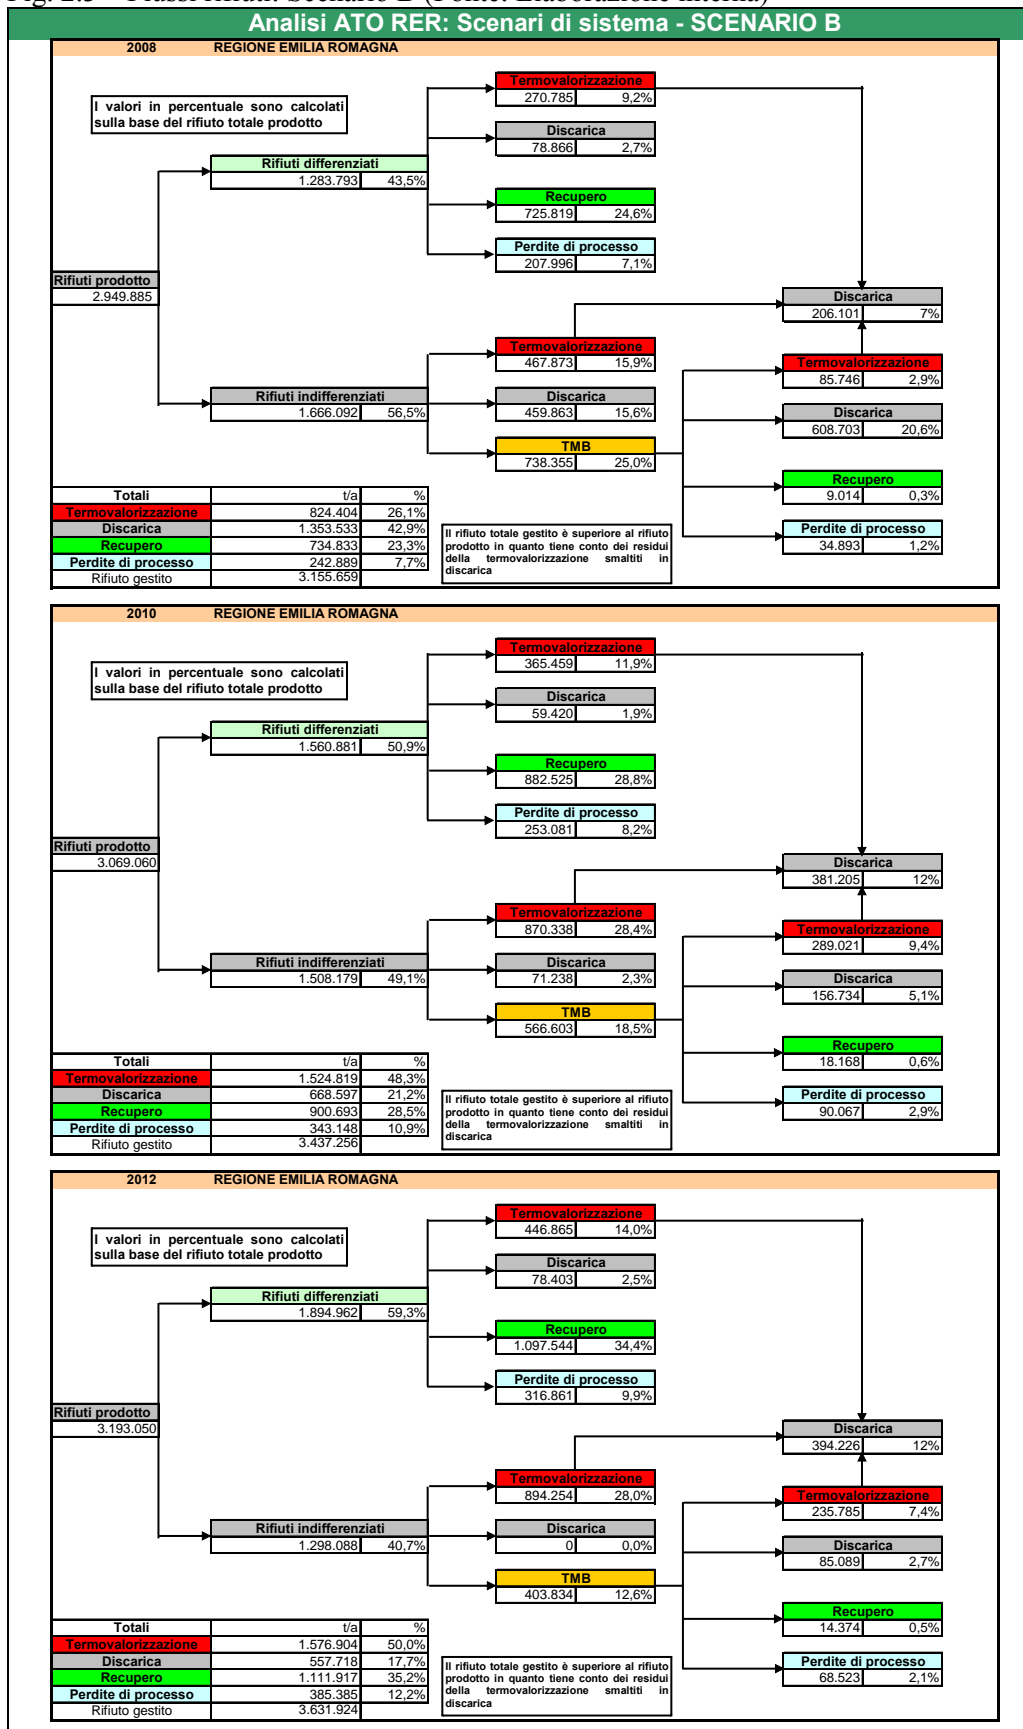 Fig. 2.3 – Flussi rifiuti: Scenario B (Fonte: Elaborazione interna)
Analisi ATO RER: Scenari di sistema - SCENARIO B
2008 REGIONE EMILIA ROMAGNA
Termovalorizzazione
270.785 9,2%
I valori in percentuale sono calcolati
sulla base del rifiuto totale prodotto
Discarica
78.866 2,7%
Rifiuti differenziati
1.283.793 43,5%
Recupero
725.819 24,6%
Perdite di processo
207.996 7,1%
Rifiuti prodotto
2.949.885
Discarica
206.101 7%
Termovalorizzazione
467.873 15,9%
Termovalorizzazione
85.746 2,9%
Rifiuti indifferenziati
1.666.092 56,5%
Discarica
459.863 15,6%
Discarica
608.703 20,6%
TMB
738.355 25,0%
Recupero
9.014 0,3%
Perdite di processo
34.893 1,2%
Totali t/a %
Termovalorizzazione 824.404 26,1%
Discarica 1.353.533 42,9%
Recupero 734.833 23,3%
Perdite di processo 242.889 7,7%
Rifiuto gestito 3.155.659
Il rifiuto totale gestito è superiore al rifiuto
prodotto in quanto tiene conto dei residui
della termovalorizzazione smaltiti in
discarica
2010 REGIONE EMILIA ROMAGNA
Termovalorizzazione
365.459 11,9%
I valori in percentuale sono calcolati
sulla base del rifiuto totale prodotto
Discarica
59.420 1,9%
Rifiuti differenziati
1.560.881 50,9%
Recupero
882.525 28,8%
Perdite di processo
253.081 8,2%
Rifiuti prodotto
3.069.060
Discarica
381.205 12%
Termovalorizzazione
870.338 28,4%
Termovalorizzazione
289.021 9,4%
Rifiuti indifferenziati
1.508.179 49,1%
Discarica
71.238 2,3%
Discarica
156.734 5,1%
TMB
566.603 18,5%
Recupero
18.168 0,6%
Perdite di processo
90.067 2,9%
Totali t/a %
Termovalorizzazione 1.524.819 48,3%
Discarica 668.597 21,2%
Recupero 900.693 28,5%
Perdite di processo 343.148 10,9%
Rifiuto gestito 3.437.256
Il rifiuto totale gestito è superiore al rifiuto
prodotto in quanto tiene conto dei residui
della termovalorizzazione smaltiti in
discarica
2012 REGIONE EMILIA ROMAGNA
Termovalorizzazione
446.865 14,0%
I valori in percentuale sono calcolati
sulla base del rifiuto totale prodotto
Discarica
78.403 2,5%
Rifiuti differenziati
1.894.962 59,3%
Recupero
1.097.544 34,4%
Perdite di processo
316.861 9,9%
Rifiuti prodotto
3.193.050
Discarica
394.226 12%
Termovalorizzazione
894.254 28,0%
Termovalorizzazione
235.785 7,4%
Rifiuti indifferenziati
1.298.088 40,7%
Discarica
0 0,0%
Discarica
85.089 2,7%
TMB
403.834 12,6%
Recupero
14.374 0,5%
Perdite di processo
68.523 2,1%
Totali t/a %
Termovalorizzazione 1.576.904 50,0%
Discarica 557.718 17,7%
Recupero 1.111.917 35,2%
Perdite di processo 385.385 12,2%
Rifiuto gestito 3.631.924
Il rifiuto totale gestito è superiore al rifiuto
prodotto in quanto tiene conto dei residui
della termovalorizzazione smaltiti in
discarica